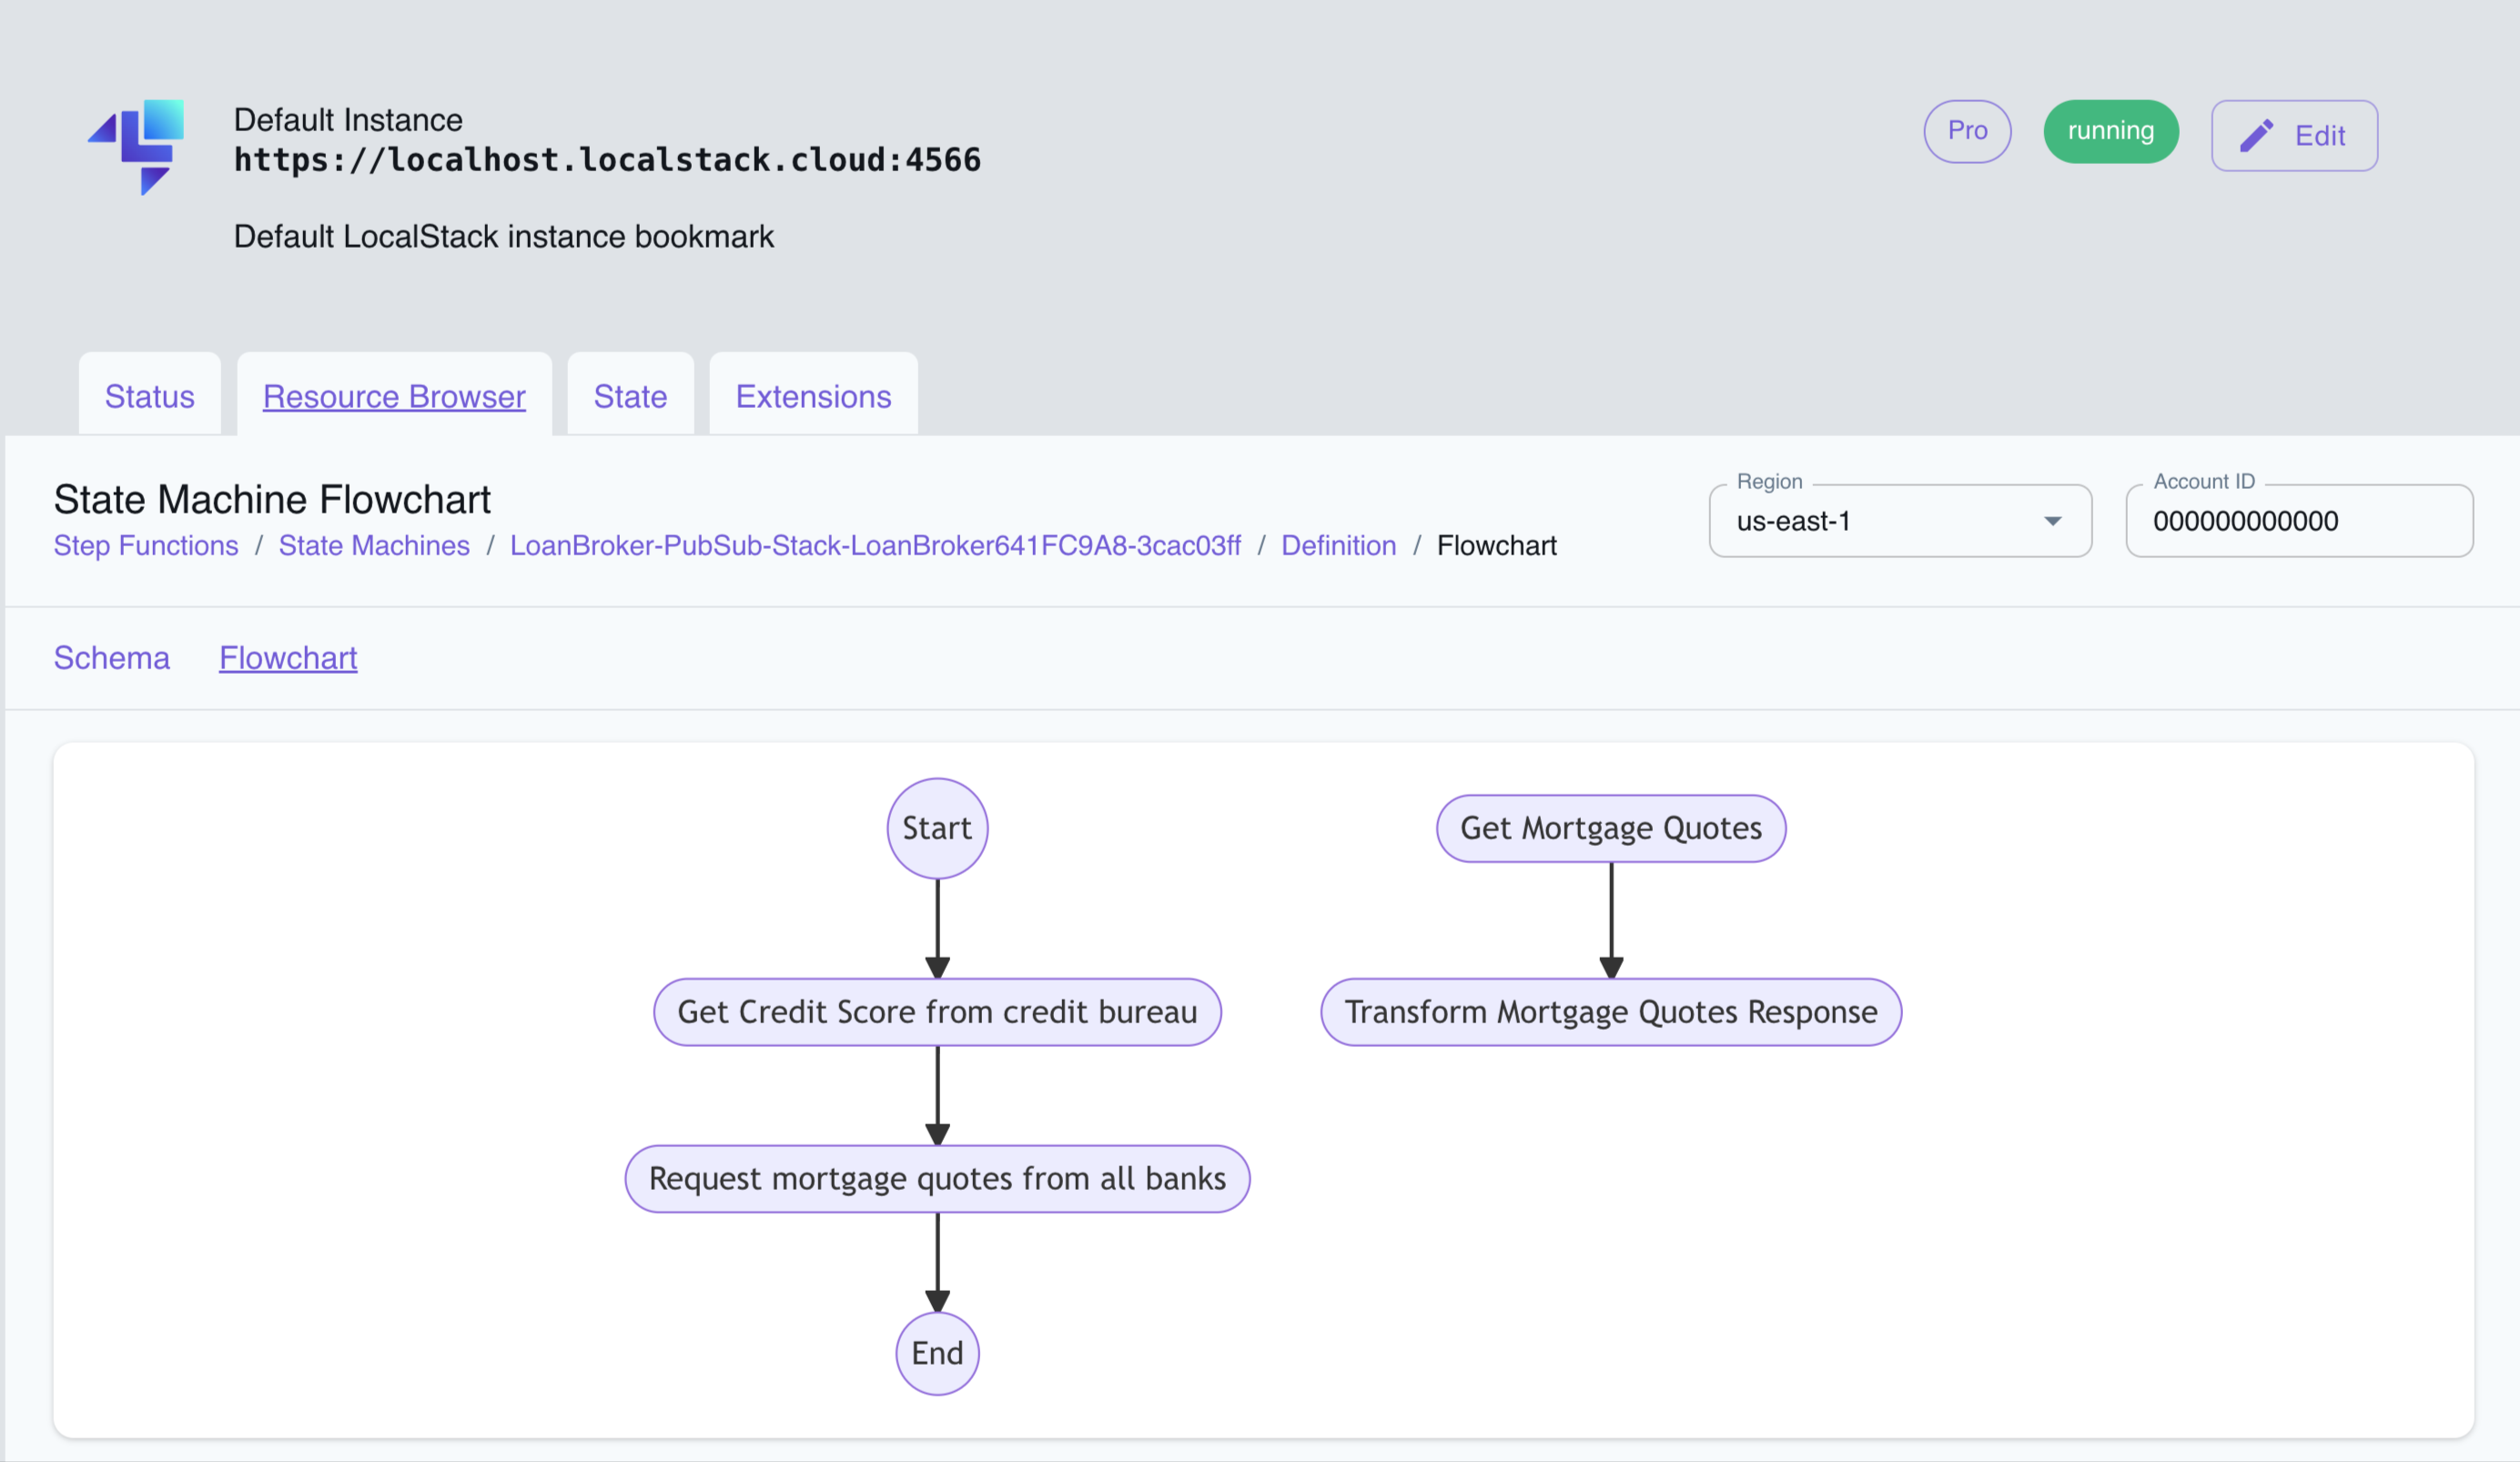 Default Instance
https://localhost.localstack.cloud:4566
Default LocalStack instance bookmark
Pro
running
Edit
Status
Resource Browser
State
Extensions
State Machine Flowchart
Step Functions / State Machines / LoanBroker-PubSub-Stack-LoanBroker641FC9A8-3cac03ff / Definition / Flowchart
Region
us-east-1
Account ID
000000000000
Schema
Flowchart
Start
Get Credit Score from credit bureau
Request mortgage quotes from all banks
End
Get Mortgage Quotes
Transform Mortgage Quotes Response